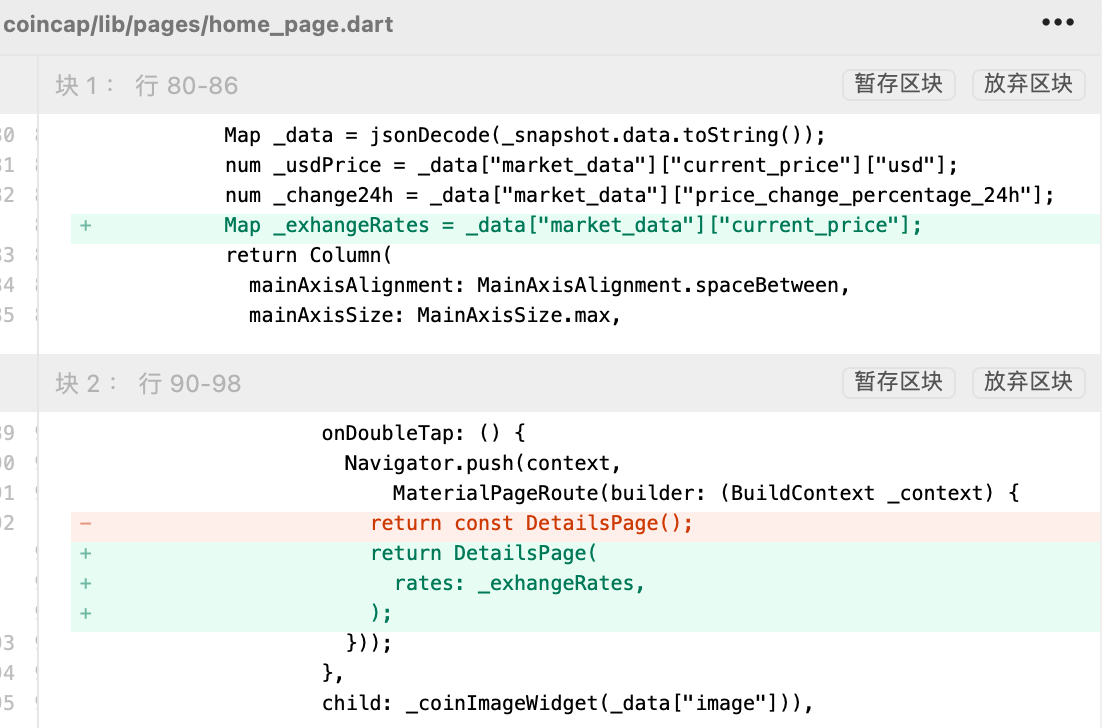 coincap/lib/pages/home_page.dart
块 1： 行 80-86
暂存区块 放弃区块
Map _data = jsonDecode(_snapshot.data.toString());
num _usdPrice = _data["market_data"]["current_price"]["usd"];
num _change24h = _data["market_data"]["price_change_percentage_24h"];
+ Map _exhangeRates = _data["market_data"]["current_price"];
return Column(
mainAxisAlignment: MainAxisAlignment.spaceBetween,
mainAxisSize: MainAxisSize.max,
块 2： 行 90-98
暂存区块 放弃区块
onDoubleTap: () {
Navigator.push(context,
MaterialPageRoute(builder: (BuildContext _context) {
- return const DetailsPage();
+ return DetailsPage(
+ rates: _exhangeRates,
+ );
}));
},
child: _coinImageWidget(_data["image"])),